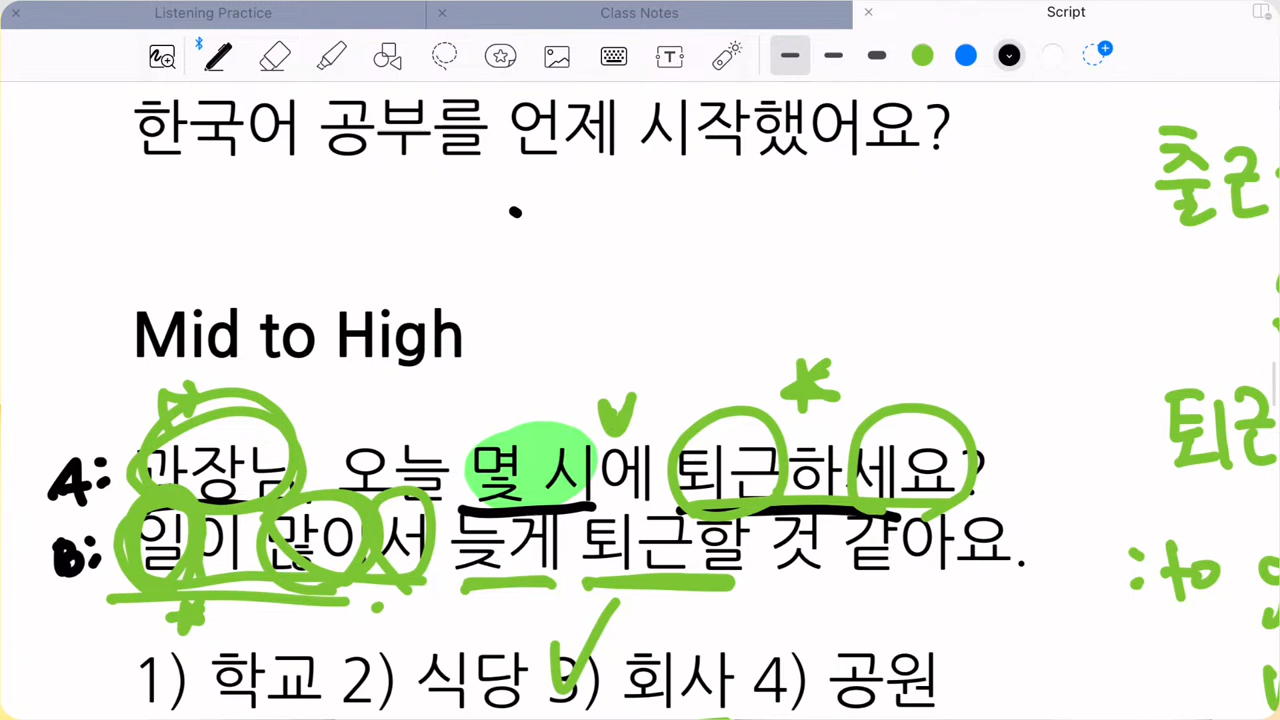 Listening Practice
Class Notes
Script
한국어 공부를 언제 시작했어요?
출근
Mid to High
A: 과장님, 오늘 몇 시에 퇴근하세요?
퇴근
B: 일이 많아서 늦게 퇴근할 것 같아요.
: to
1) 학교 2) 식당 3) 회사 4) 공원